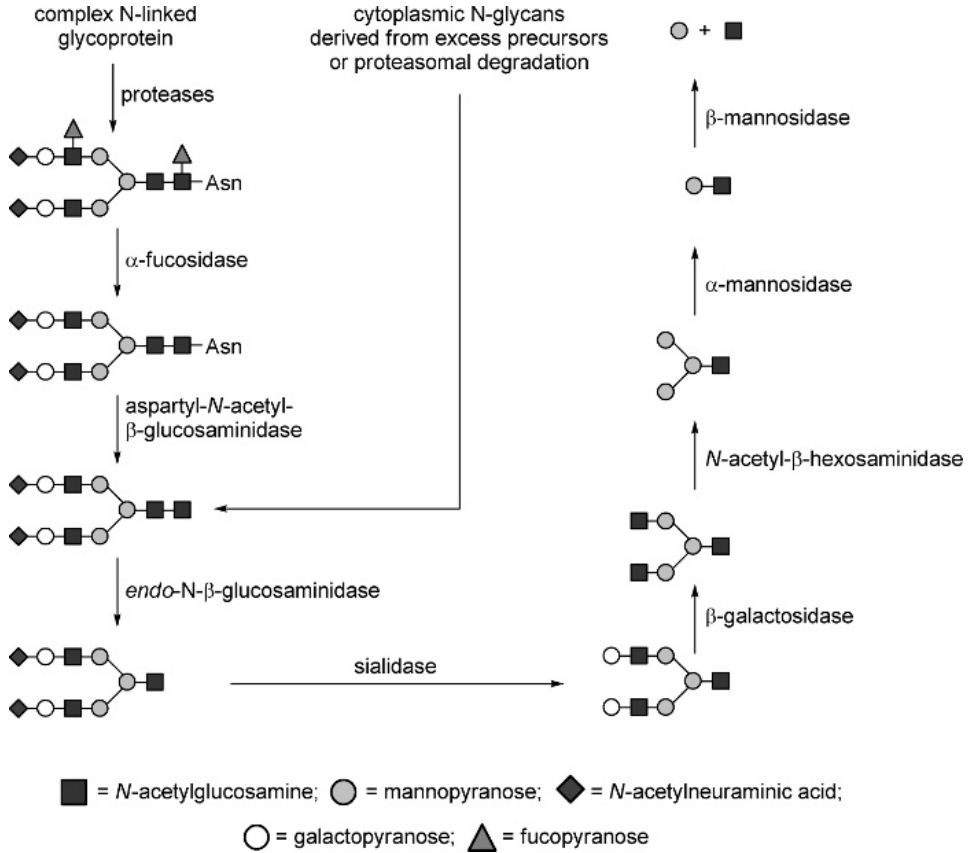 complex N-linked
glycoprotein
proteases
Asn
α-fucosidase
Asn
aspartyl-N-acetyl-
β-glucosaminidase
endo-N-β-glucosaminidase
cytoplasmic N-glycans
derived from excess precursors
or proteasomal degradation
sialidase
β-galactosidase
N-acetyl-β-hexosaminidase
α-mannosidase
β-mannosidase
+
= N-acetylglucosamine; = mannopyranose; = N-acetylneuraminic acid;
= galactopyranose; = fucopyranose